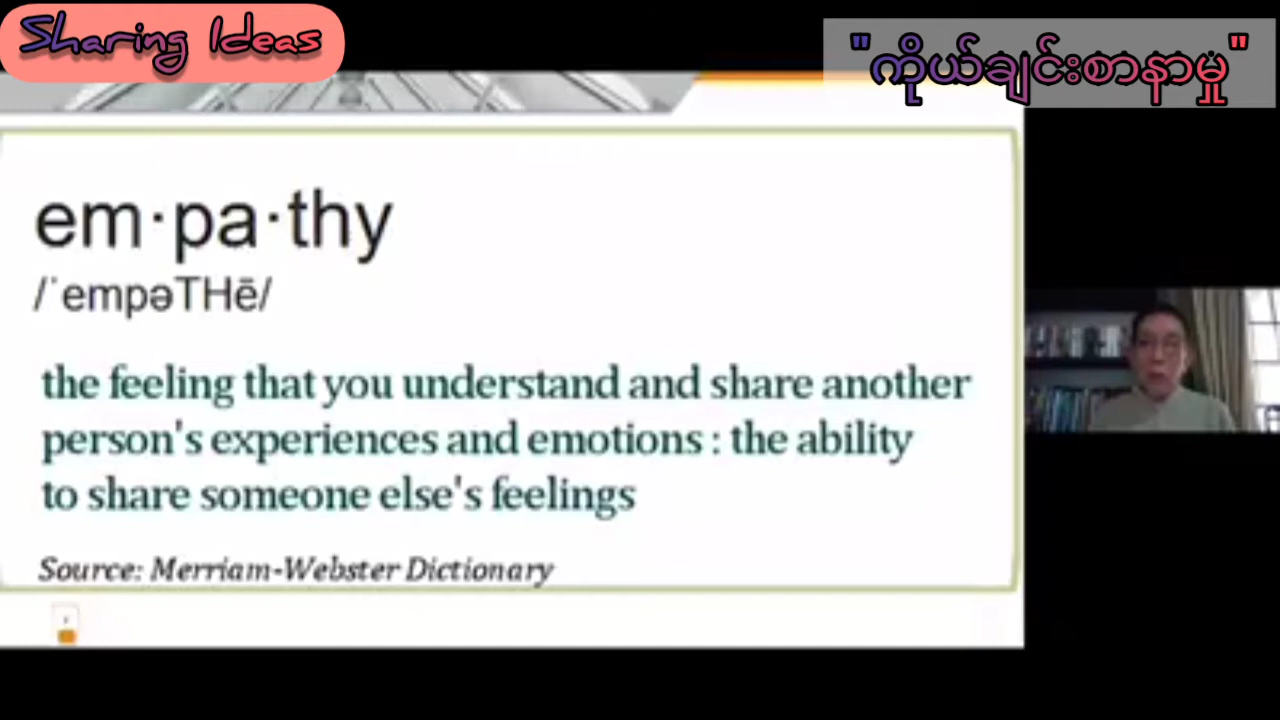 Sharing Ideas
"ကိုယ်ချင်းစာနာမှု"
em·pa·thy
/ˈempəTHē/
the feeling that you understand and share another
person's experiences and emotions : the ability
to share someone else's feelings
Source: Merriam-Webster Dictionary